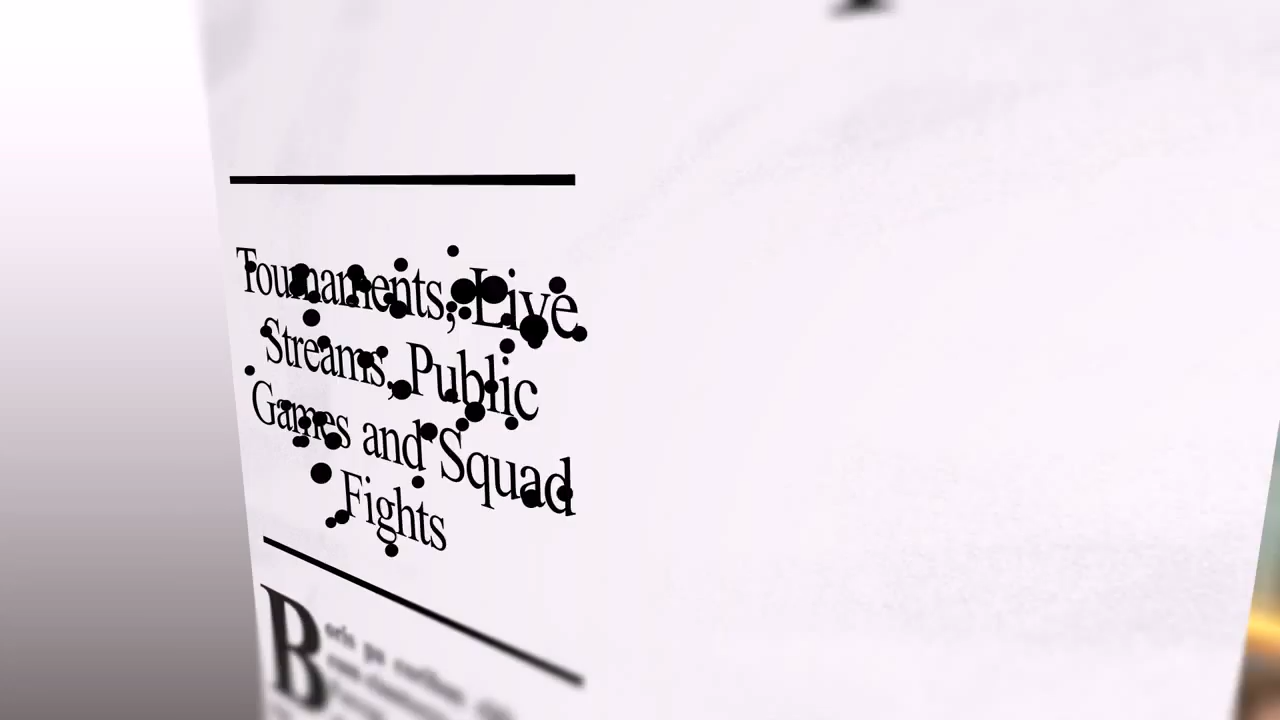 Tournaments, Live
Streams, Public
Games and Squad
Fights